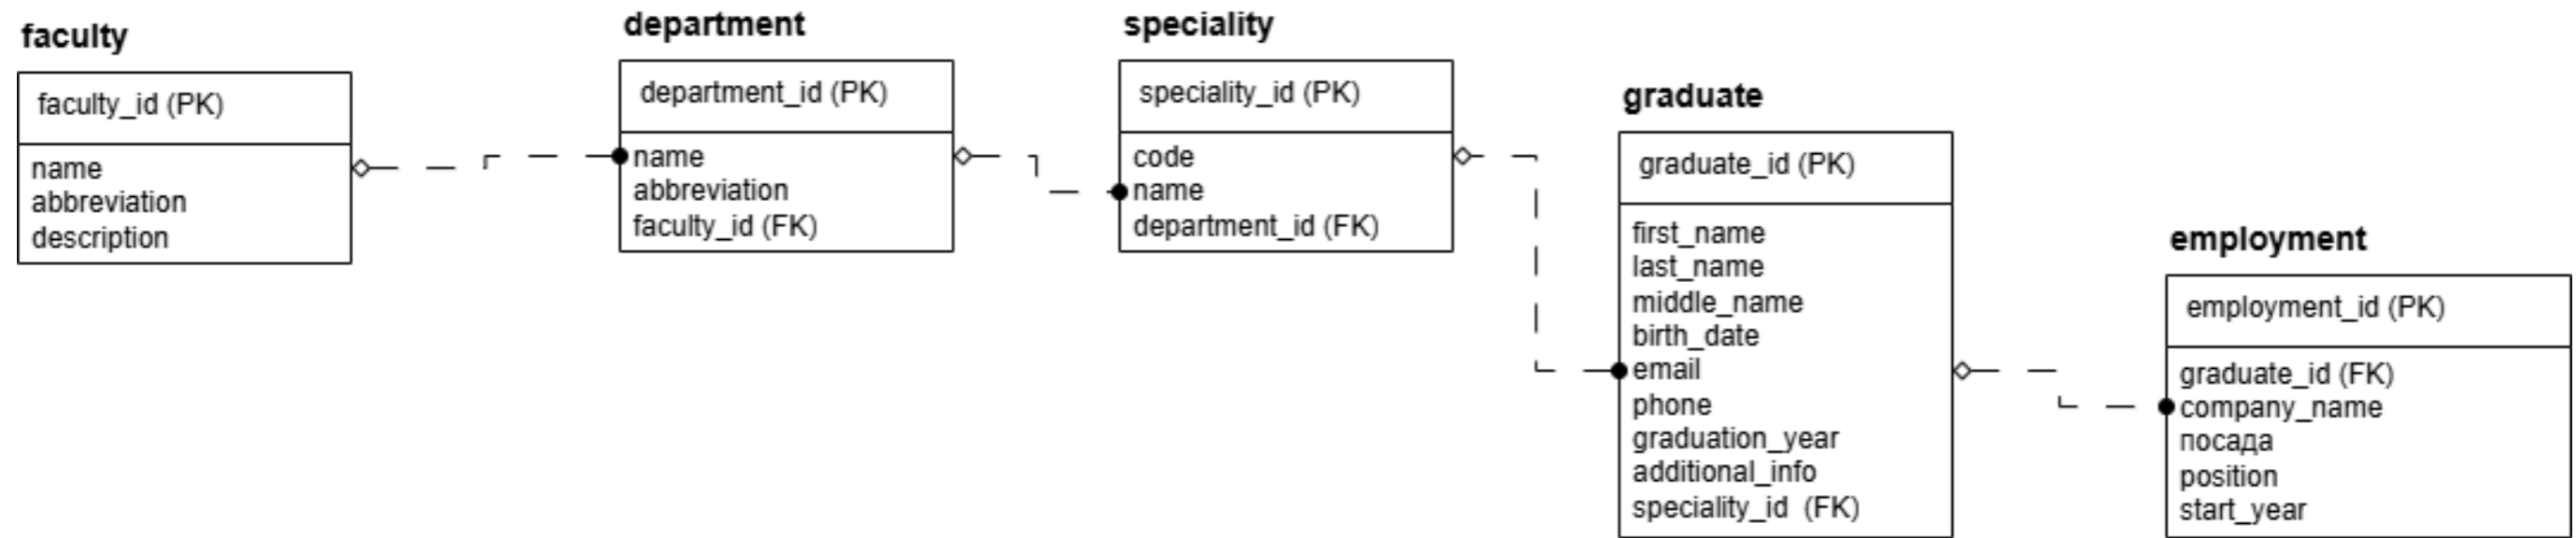 faculty
faculty_id (PK)
name
abbreviation
description
department
department_id (PK)
name
abbreviation
faculty_id (FK)
speciality
speciality_id (PK)
code
name
department_id (FK)
graduate
graduate_id (PK)
first_name
last_name
middle_name
birth_date
email
phone
graduation_year
additional_info
speciality_id (FK)
employment
employment_id (PK)
graduate_id (FK)
company_name
посада
position
start_year